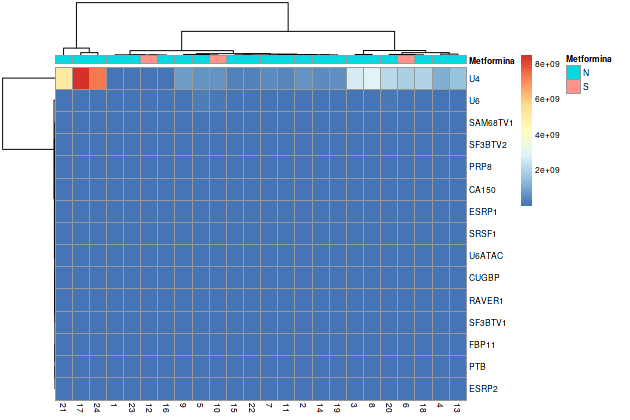 Metformina
U4
U6
SAM68TV1
SF3BTV2
PRP8
CA150
ESRP1
SRSF1
U6ATAC
CUGBP
RAVER1
SF3BTV1
FBP11
PTB
ESRP2
21 17 24 1 23 12 16 9 5 10 15 22 7 11 2 14 19 3 8 20 6 18 4 13
8e+09
6e+09
4e+09
2e+09
Metformina
N
S